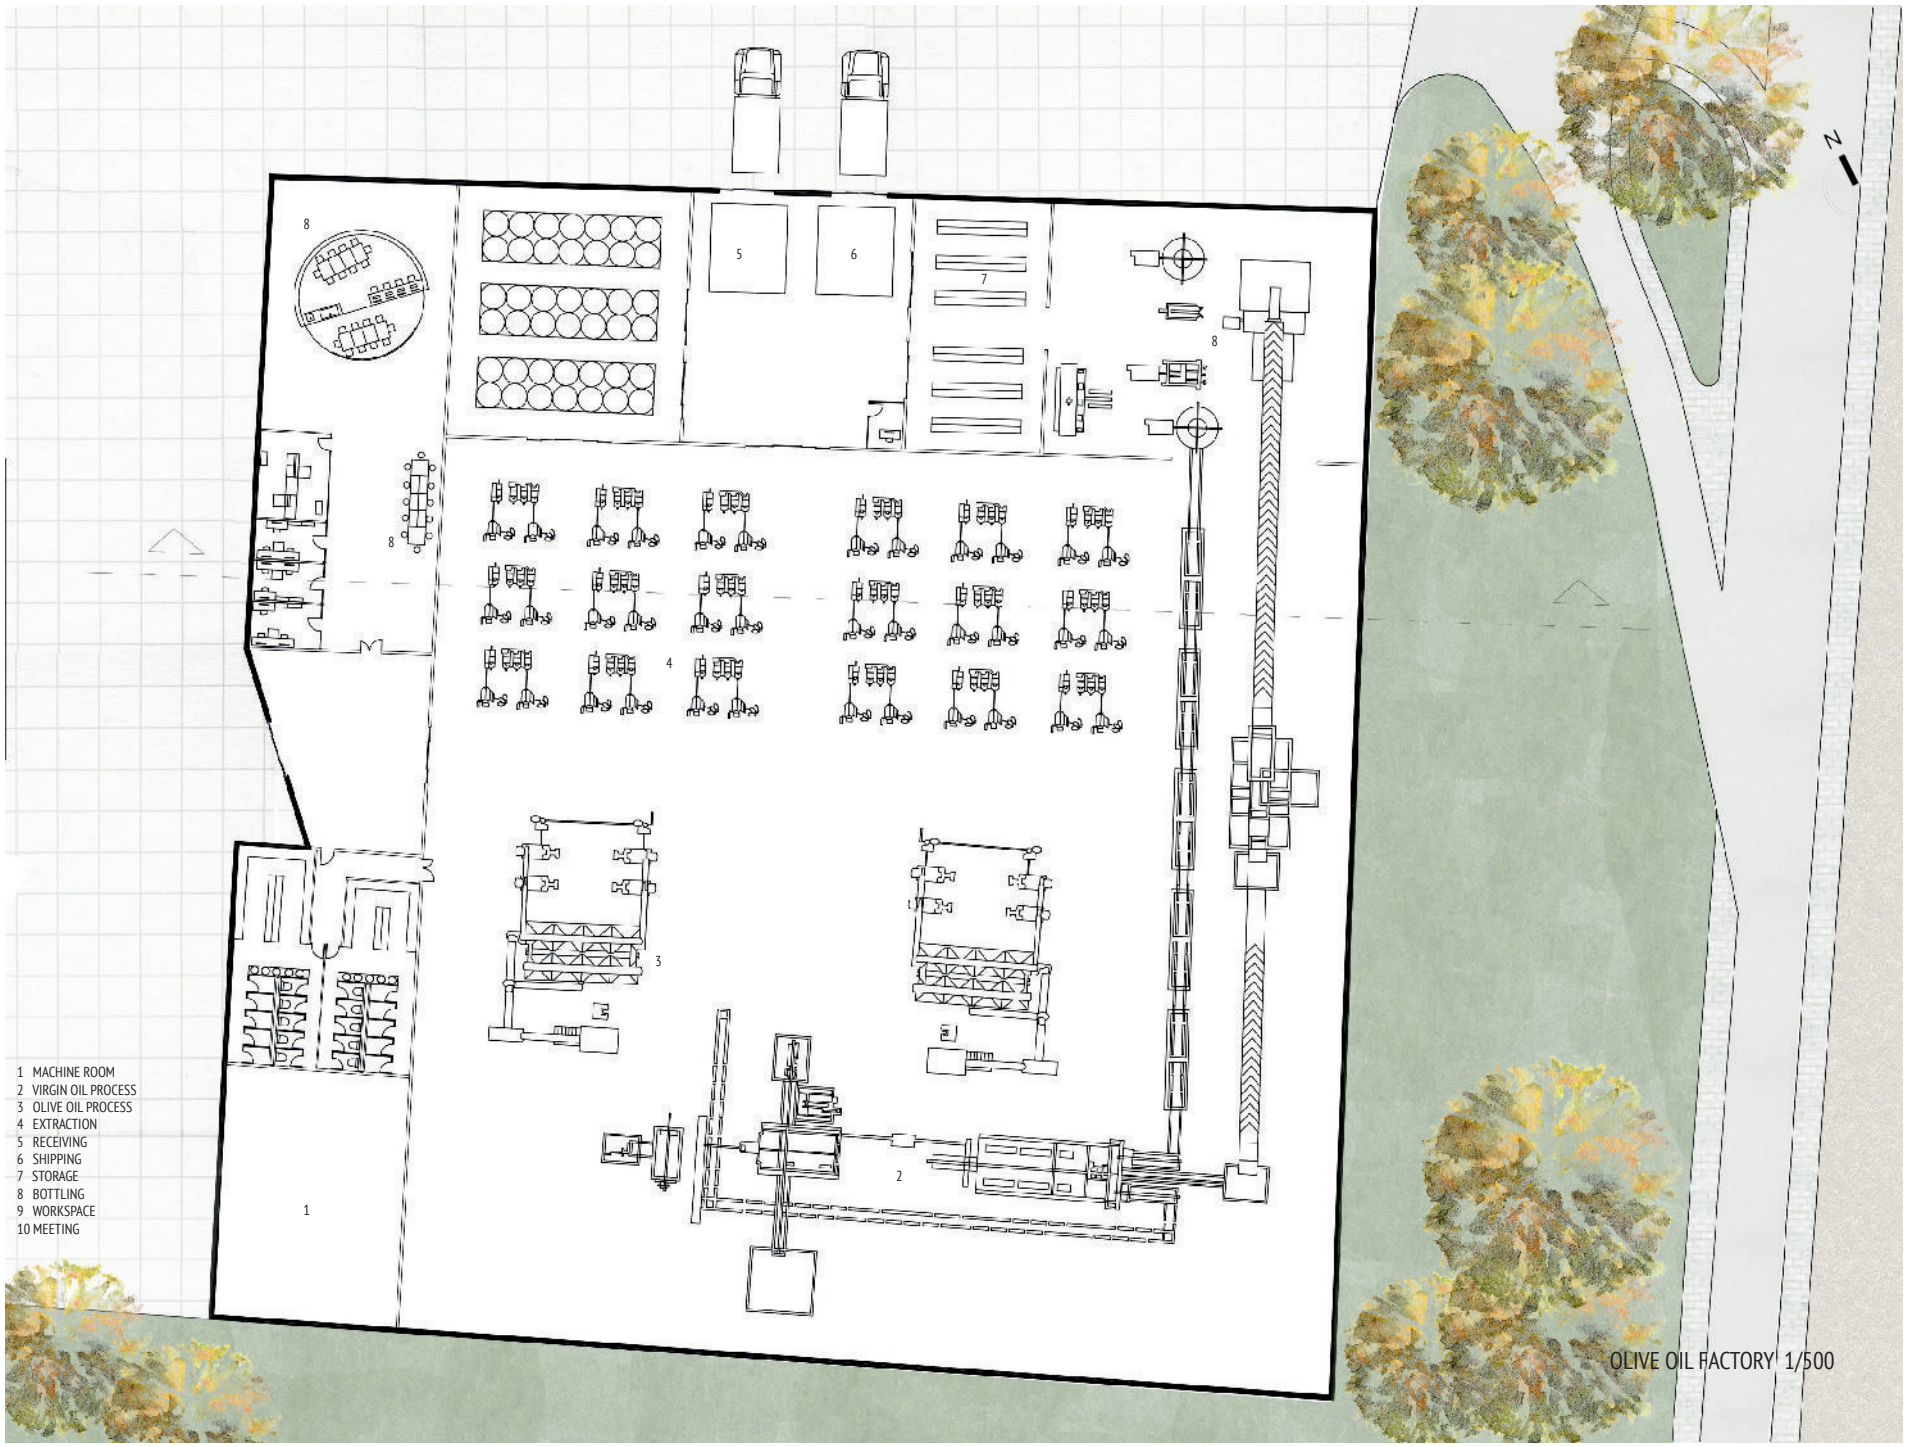 N
8
5
6
7
8
8
4
3
2
1
1 MACHINE ROOM
2 VIRGIN OIL PROCESS
3 OLIVE OIL PROCESS
4 EXTRACTION
5 RECEIVING
6 SHIPPING
7 STORAGE
8 BOTTLING
9 WORKSPACE
10 MEETING
OLIVE OIL FACTORY 1/500